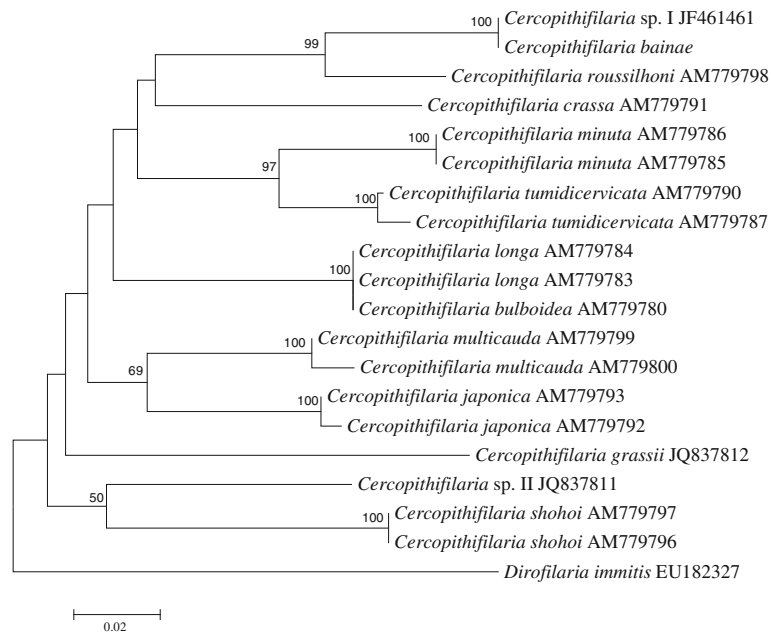 100
Cercopithifilaria sp. I JF461461
99
Cercopithifilaria bainae
Cercopithifilaria roussilhoni AM779798
Cercopithifilaria crassa AM779791
100
Cercopithifilaria minuta AM779786
97
Cercopithifilaria minuta AM779785
100
Cercopithifilaria tumidicervicata AM779790
Cercopithifilaria tumidicervicata AM779787
Cercopithifilaria longa AM779784
100
Cercopithifilaria longa AM779783
Cercopithifilaria bulboidea AM779780
100
Cercopithifilaria multicauda AM779799
69
Cercopithifilaria multicauda AM779800
100
Cercopithifilaria japonica AM779793
Cercopithifilaria japonica AM779792
Cercopithifilaria grassii JQ837812
50
Cercopithifilaria sp. II JQ837811
100
Cercopithifilaria shohoi AM779797
Cercopithifilaria shohoi AM779796
Dirofilaria immitis EU182327
0.02